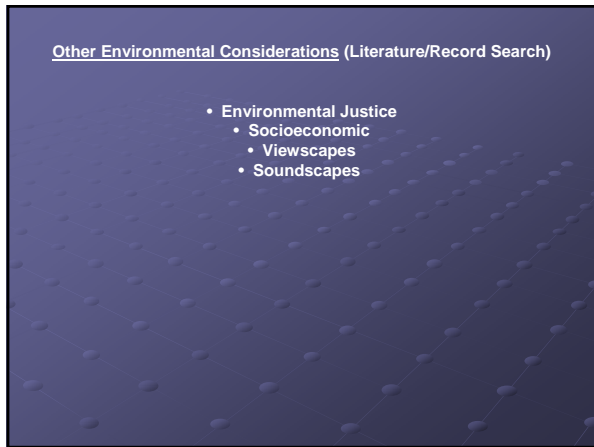 Other Environmental Considerations (Literature/Record Search)
• Environmental Justice
• Socioeconomic
• Viewscapes
• Soundscapes